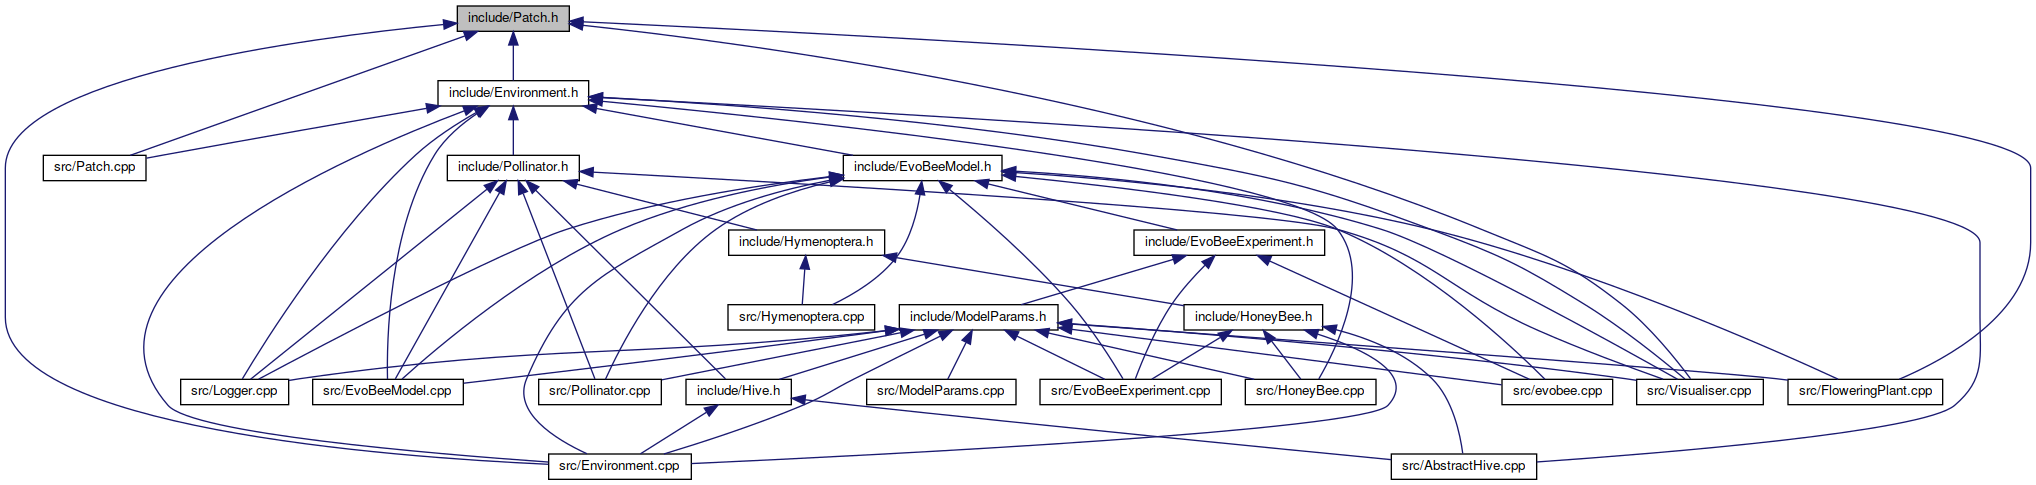 include/Patch.h
include/Environment.h
src/Patch.cpp
include/Pollinator.h
include/EvoBeeModel.h
include/Hymenoptera.h
include/EvoBeeExperiment.h
src/Hymenoptera.cpp
include/ModelParams.h
include/HoneyBee.h
src/Logger.cpp
src/EvoBeeModel.cpp
src/Pollinator.cpp
include/Hive.h
src/ModelParams.cpp
src/EvoBeeExperiment.cpp
src/HoneyBee.cpp
src/evobee.cpp
src/Visualiser.cpp
src/FloweringPlant.cpp
src/Environment.cpp
src/AbstractHive.cpp